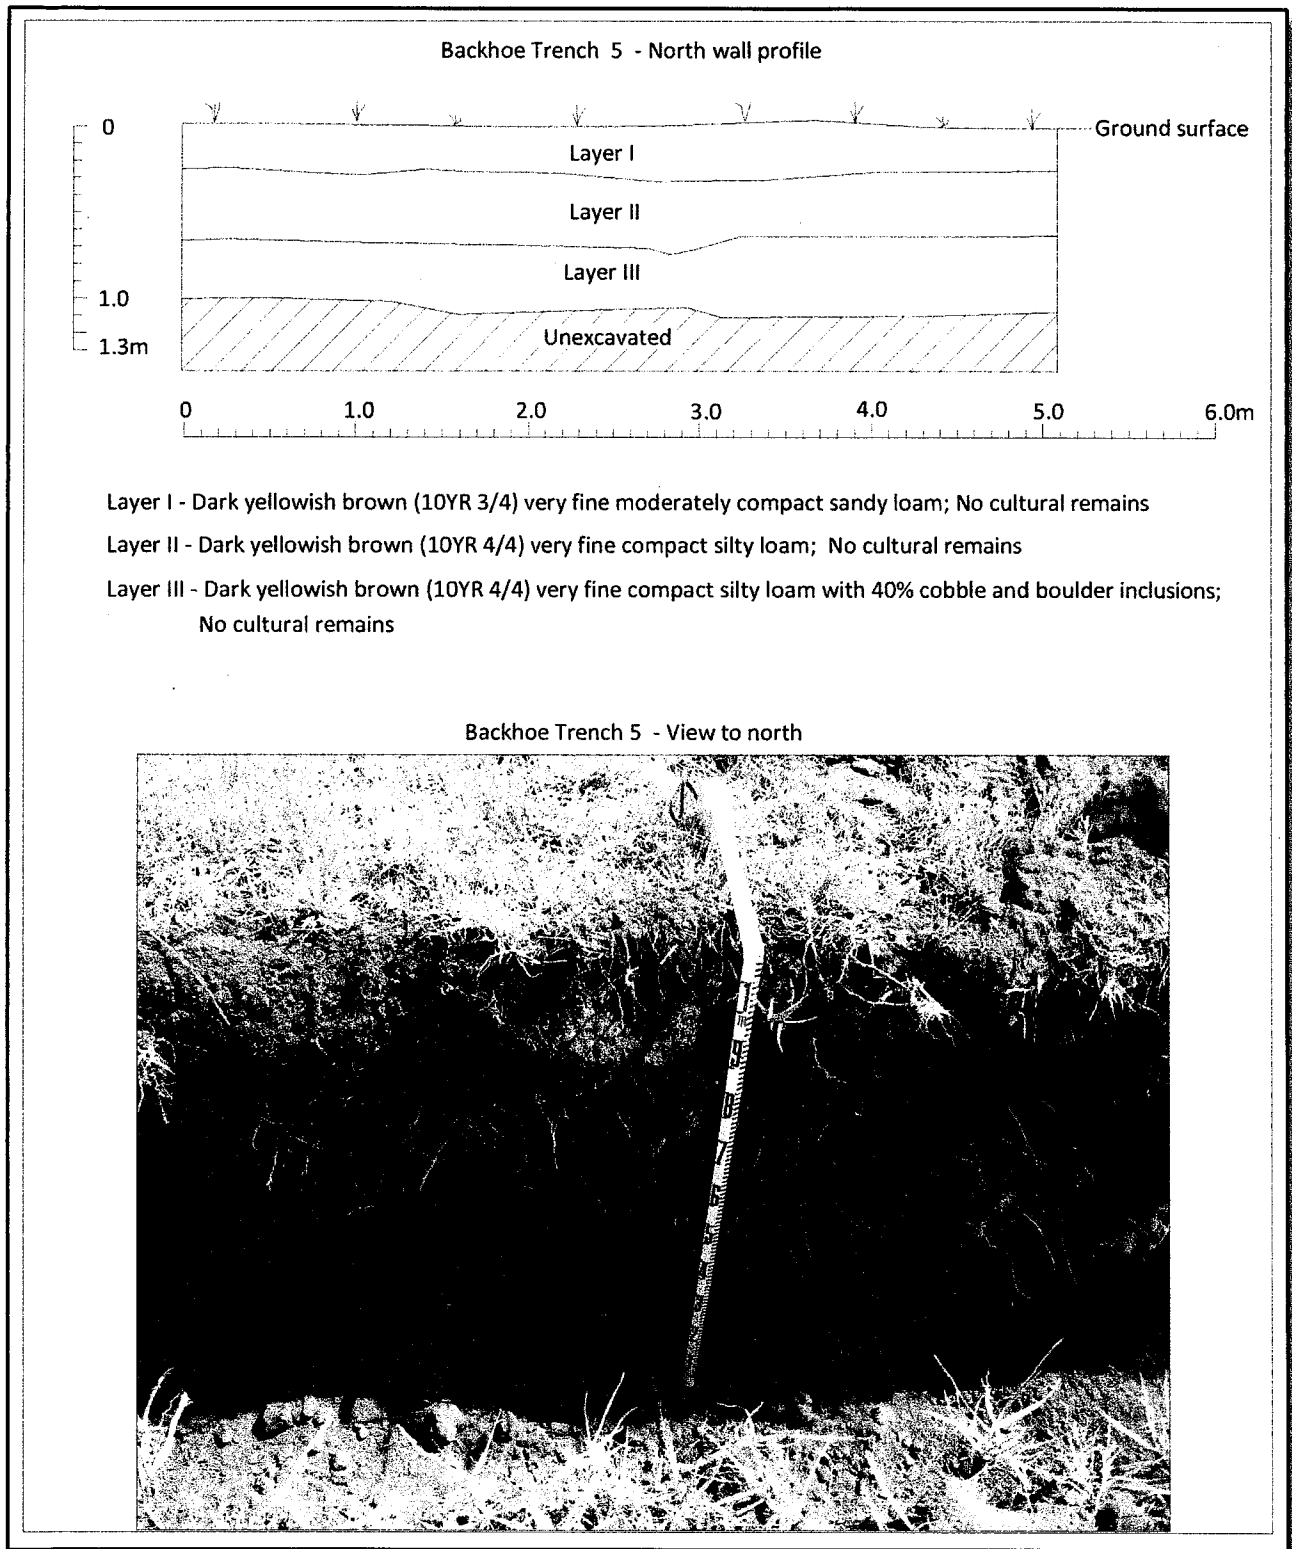 Backhoe Trench 5 - North wall profile
0
Ground surface
Layer I
Layer II
Layer III
1.0
Unexcavated
1.3m
0 1.0 2.0 3.0 4.0 5.0 6.0m
Layer I - Dark yellowish brown (10YR 3/4) very fine moderately compact sandy loam; No cultural remains
Layer II - Dark yellowish brown (10YR 4/4) very fine compact silty loam; No cultural remains
Layer III - Dark yellowish brown (10YR 4/4) very fine compact silty loam with 40% cobble and boulder inclusions;
No cultural remains
Backhoe Trench 5 - View to north